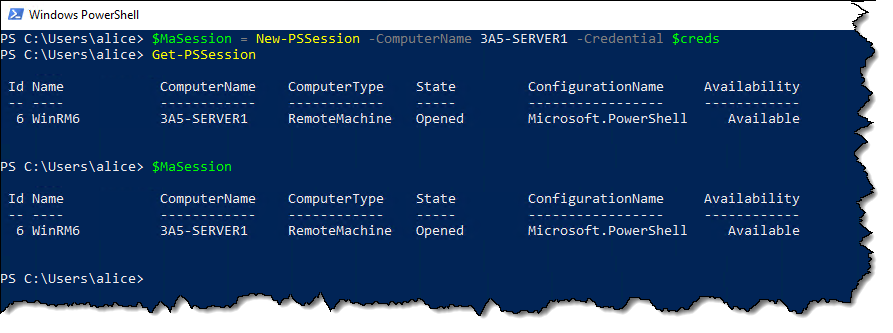 Windows PowerShell
PS C:\Users\alice> $MaSession = New-PSSession -ComputerName 3A5-SERVER1 -Credential $creds
PS C:\Users\alice> Get-PSSession
Id Name ComputerName ComputerType State ConfigurationName Availability
-- ---- ------------ ------------ ----- ----------------- ------------
6 WinRM6 3A5-SERVER1 RemoteMachine Opened Microsoft.PowerShell Available
PS C:\Users\alice> $MaSession
Id Name ComputerName ComputerType State ConfigurationName Availability
-- ---- ------------ ------------ ----- ----------------- ------------
6 WinRM6 3A5-SERVER1 RemoteMachine Opened Microsoft.PowerShell Available
PS C:\Users\alice>